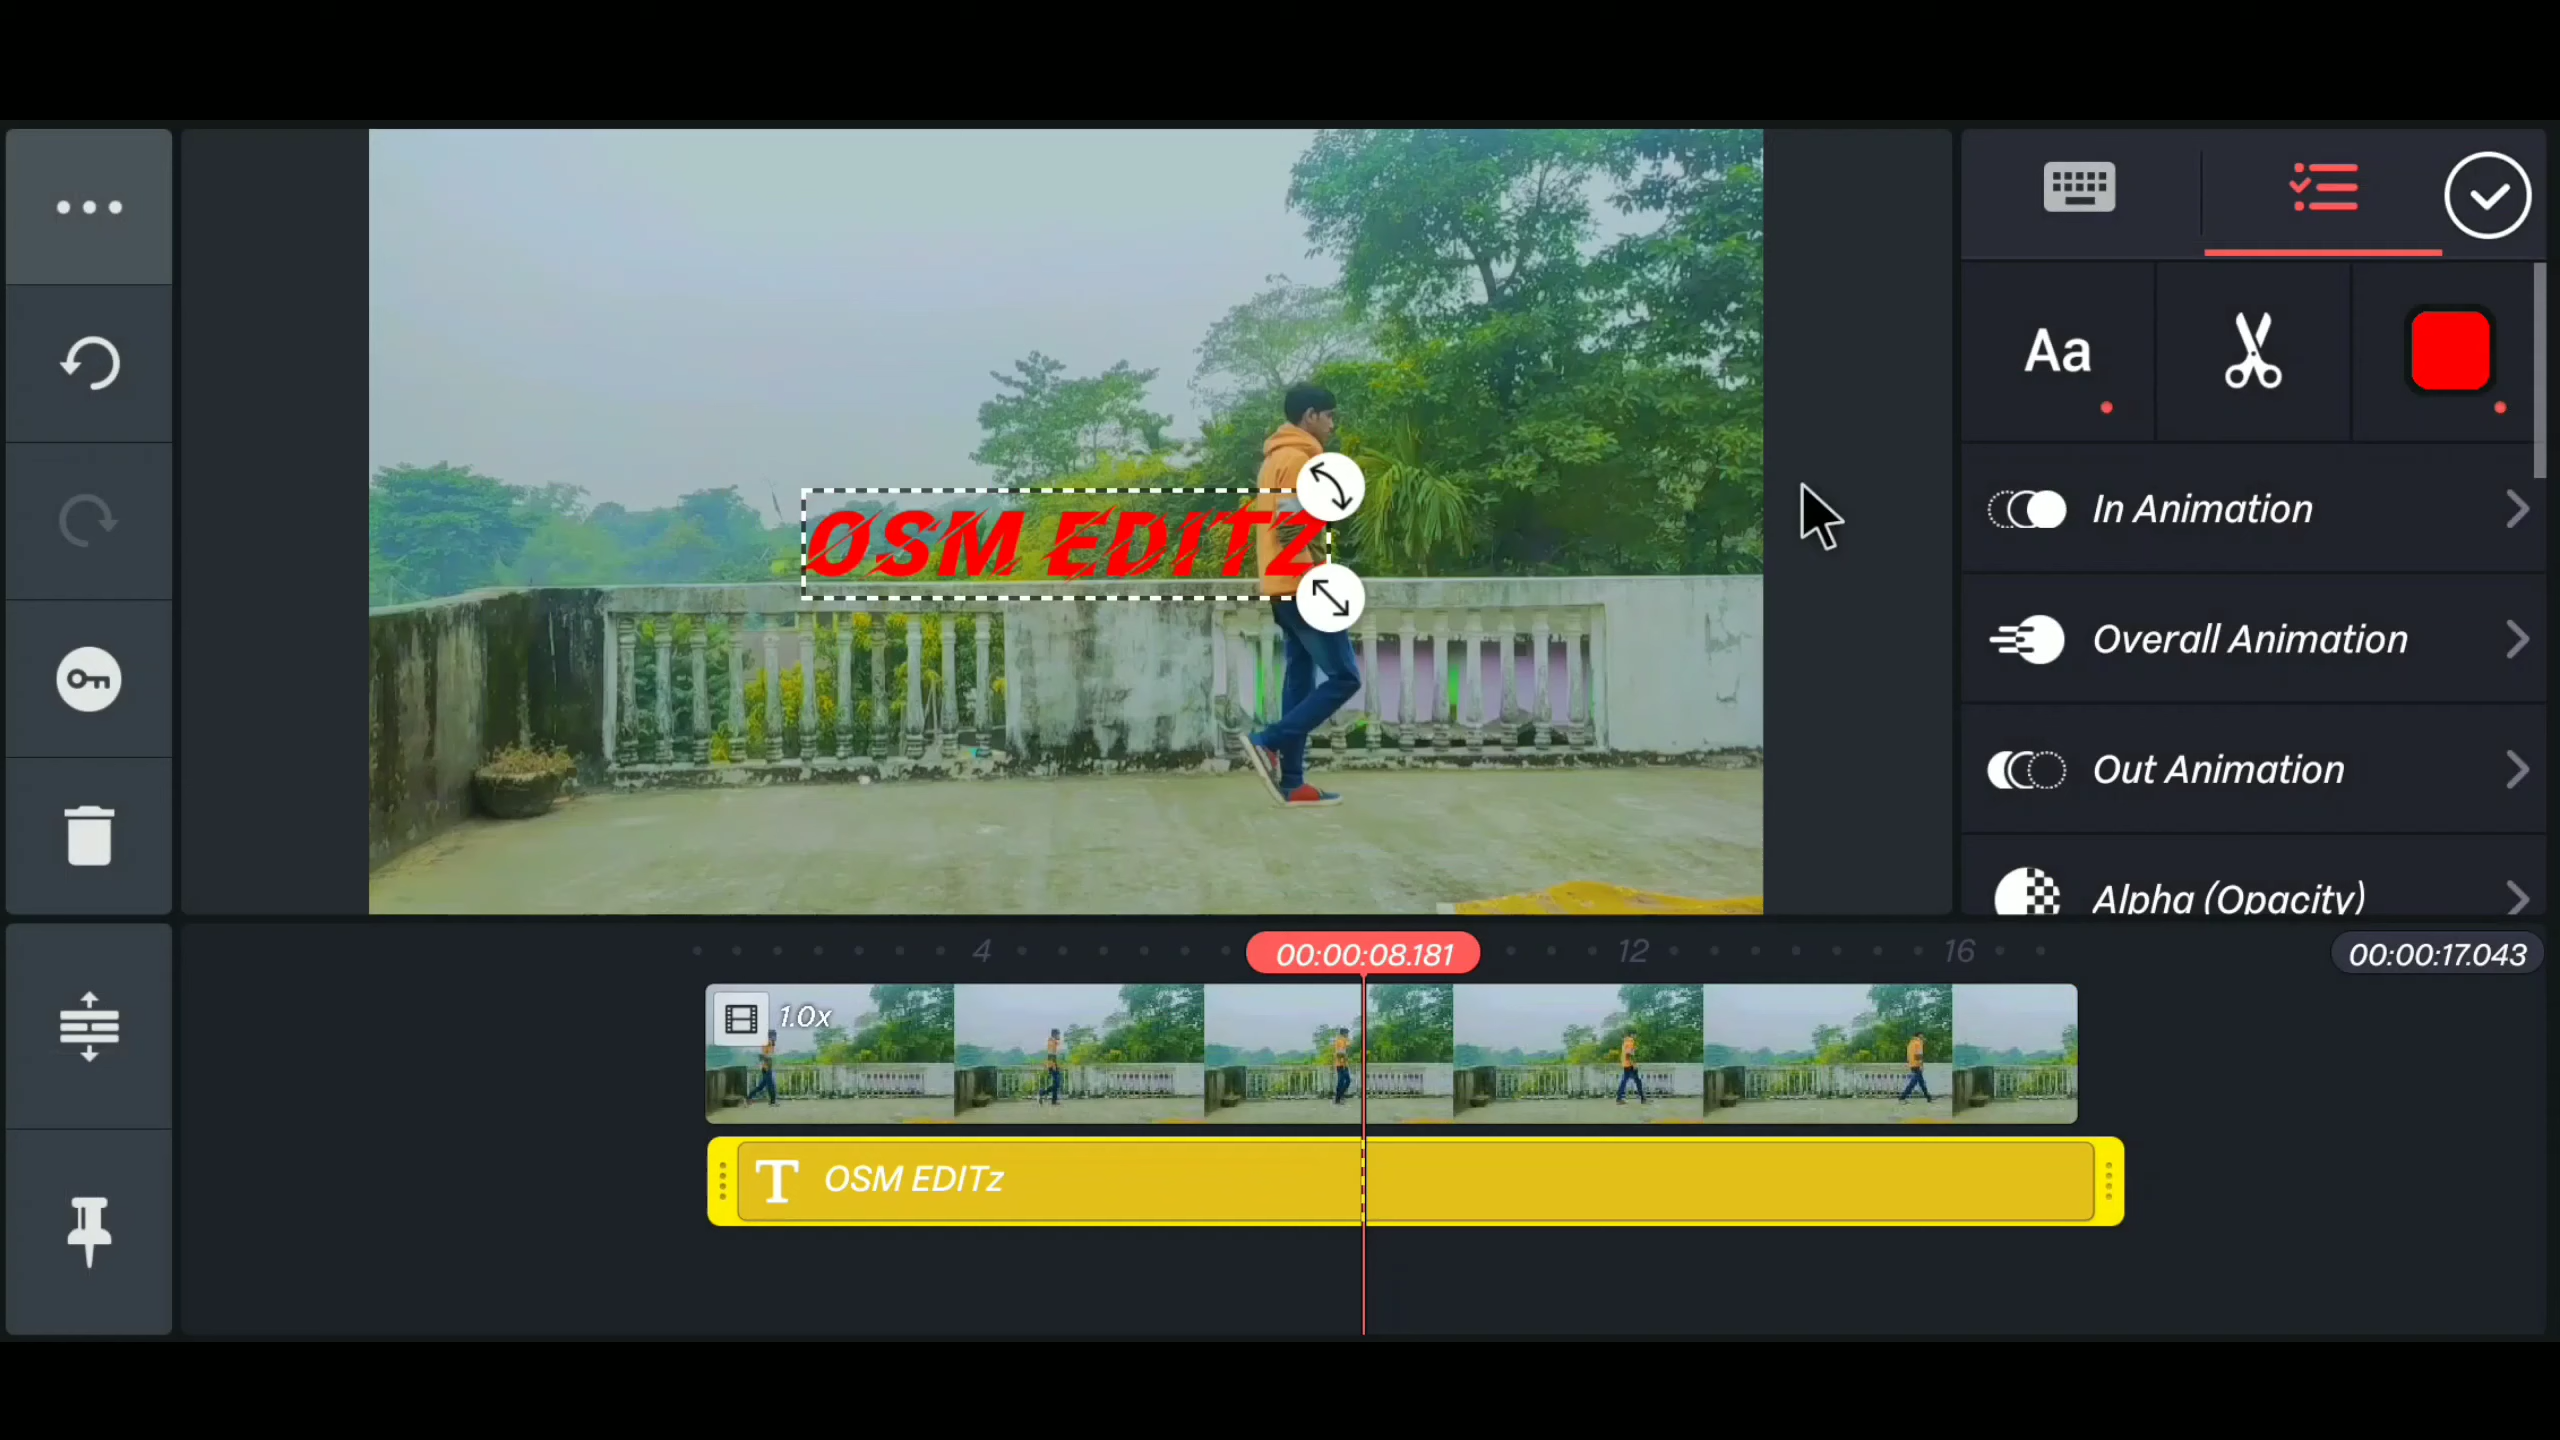 OSM EDITZ
Aa
In Animation
Overall Animation
Out Animation
Alpha (Opacity)
4
00:00:08.181
12
16
00:00:17.043
1.0x
T OSM EDITz